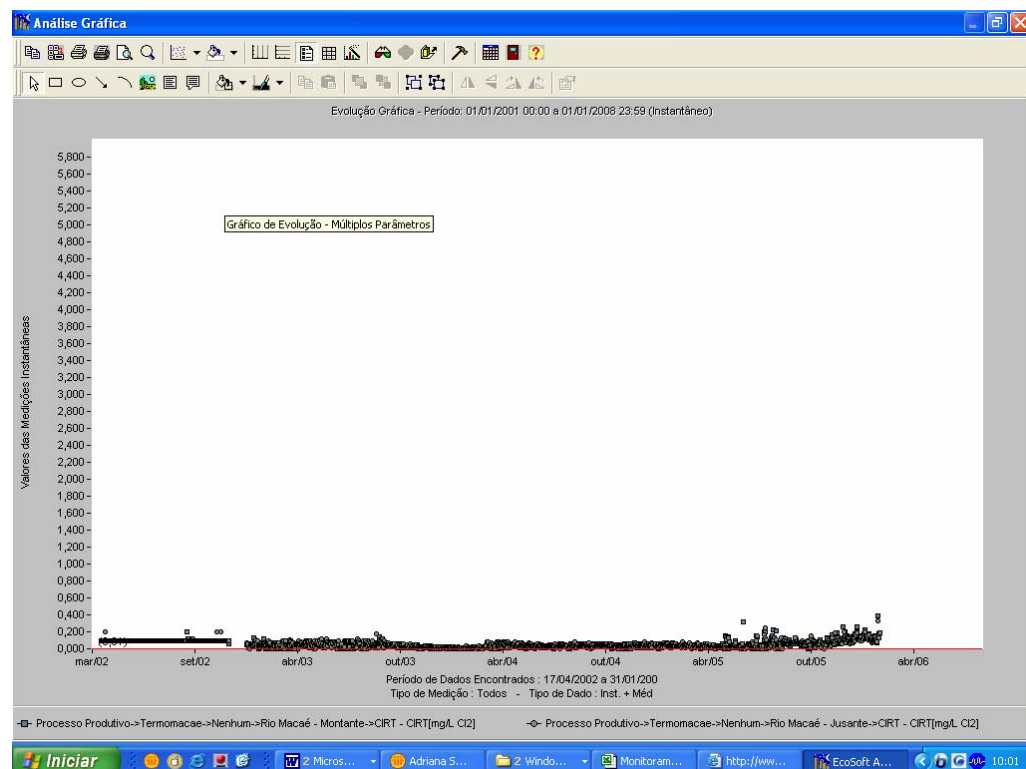 Análise Gráfica
Evolução Gráfica - Período: 01/01/2001 00:00 a 01/01/2008 23:59 (Instantâneo)
5,800
5,600
5,400
5,200
5,000
4,800
4,600
4,400
4,200
4,000
3,800
3,600
3,400
3,200
3,000
2,800
2,600
2,400
2,200
2,000
1,800
1,600
1,400
1,200
1,000
0,800
0,600
0,400
0,200
0,000
Gráfico de Evolução - Múltiplos Parâmetros
Valores das Medições Instantâneas
mar/02 set/02 abr/03 out/03 abr/04 out/04 abr/05 out/05 abr/06
Período de Dados Encontrados : 17/04/2002 a 31/01/200
Tipo de Medição : Todos - Tipo de Dado : Inst. + Méd
Processo Produtivo->Termomacae->Nenhum->Rio Macaé - Montante->CIRT - CIRT[mg/L Cl2]
Processo Produtivo->Termomacae->Nenhum->Rio Macaé - Jusante->CIRT - CIRT[mg/L Cl2]
Iniciar
2 Micros...
Adriana S...
2 Windo...
Monitoram...
http://ww...
EcoSoft A...
10:01